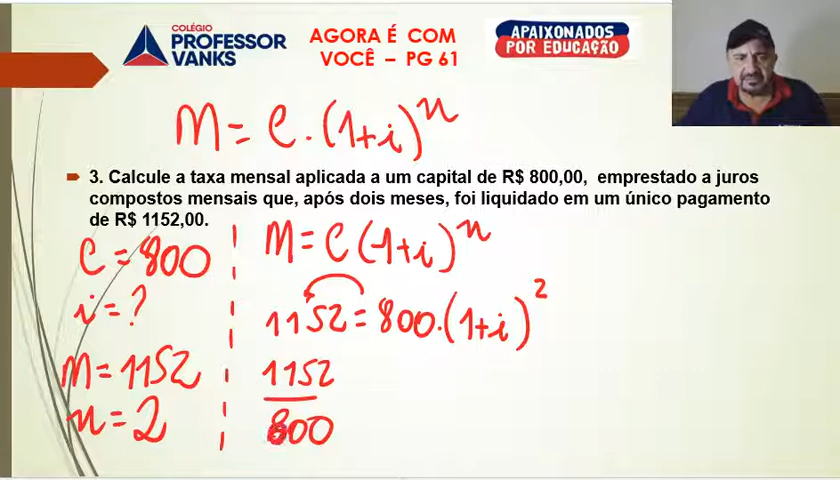 COLÉGIO
PROFESSOR
VANKS
AGORA É COM
VOCÊ – PG 61
APAIXONADOS
POR EDUCAÇÃO
M = C . (1+i)^n
3. Calcule a taxa mensal aplicada a um capital de R$ 800,00, emprestado a juros
compostos mensais que, após dois meses, foi liquidado em um único pagamento
de R$ 1152,00.
C = 800
i = ?
M = 1152
n = 2
M = C (1+i)^n
1152 = 800.(1+i)^2
1152
800